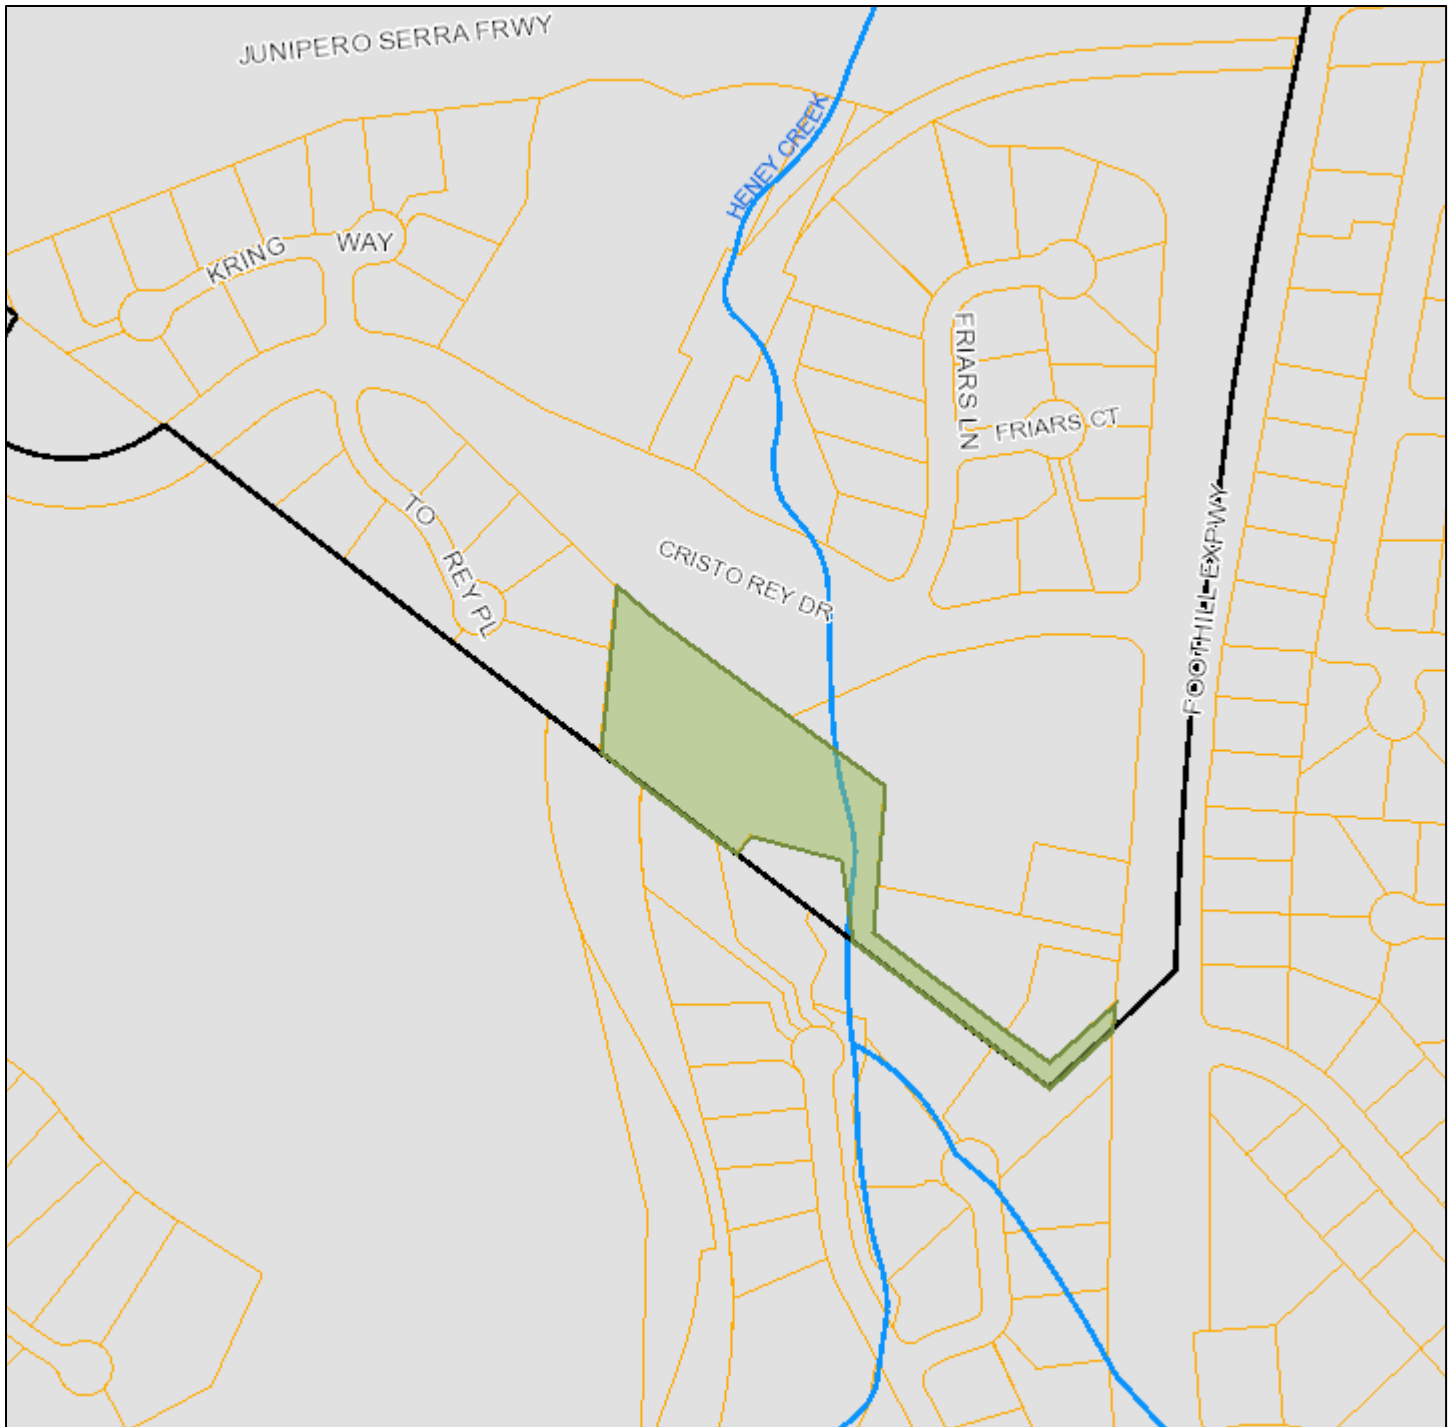 JUNIPERO SERRA FRWY
HENEY CREEK
KRING WAY
FRIARS LN
FRIARS CT
TO REY PL
CRISTO REY DR
FOOTHILL EXPWY